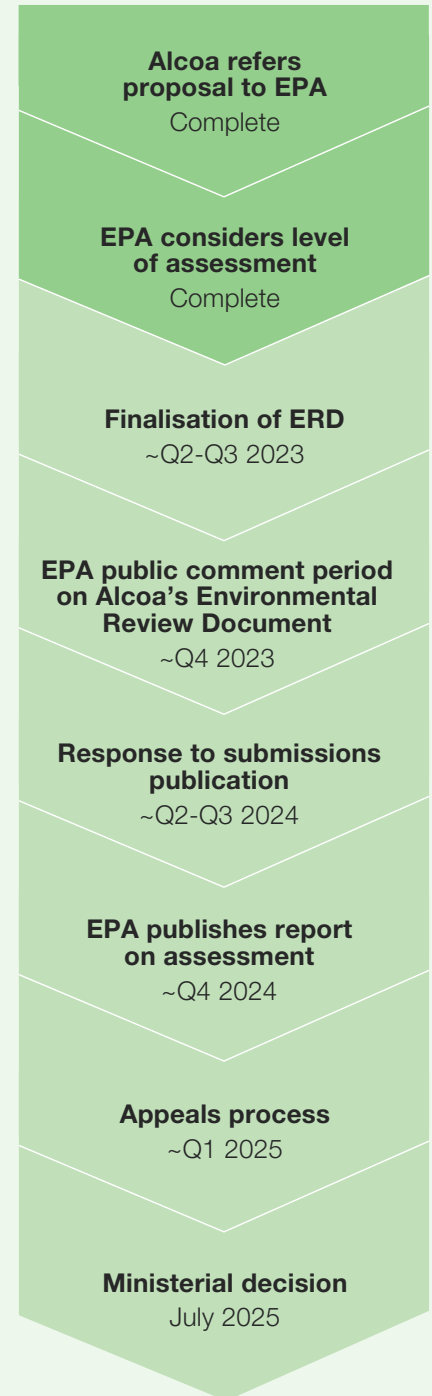 Alcoa refers
proposal to EPA
Complete
EPA considers level
of assessment
Complete
Finalisation of ERD
~Q2-Q3 2023
EPA public comment period
on Alcoa’s Environmental
Review Document
~Q4 2023
Response to submissions
publication
~Q2-Q3 2024
EPA publishes report
on assessment
~Q4 2024
Appeals process
~Q1 2025
Ministerial decision
July 2025